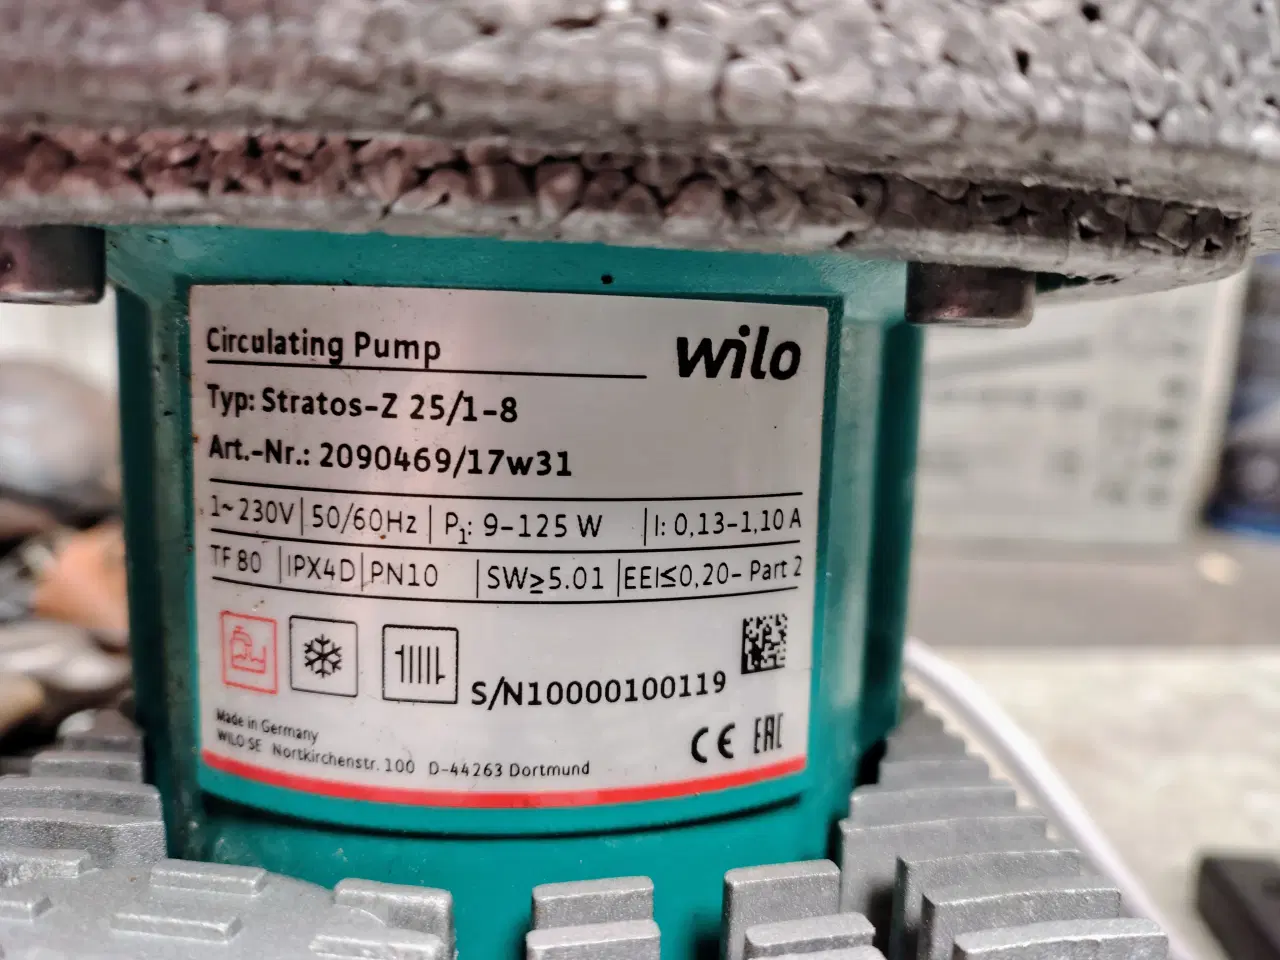 Circulating Pump
wilo
Typ: Stratos-Z 25/1-8
Art.-Nr.: 2090469/17w31
1~230V | 50/60Hz | P1: 9-125 W | I: 0,13-1,10 A
TF 80 | IPX4D | PN10 | SW≥5.01 | EEI≤0,20- Part 2
S/N10000100119
Made in Germany
WILO SE Nortkirchenstr. 100 D-44263 Dortmund
CE EAC